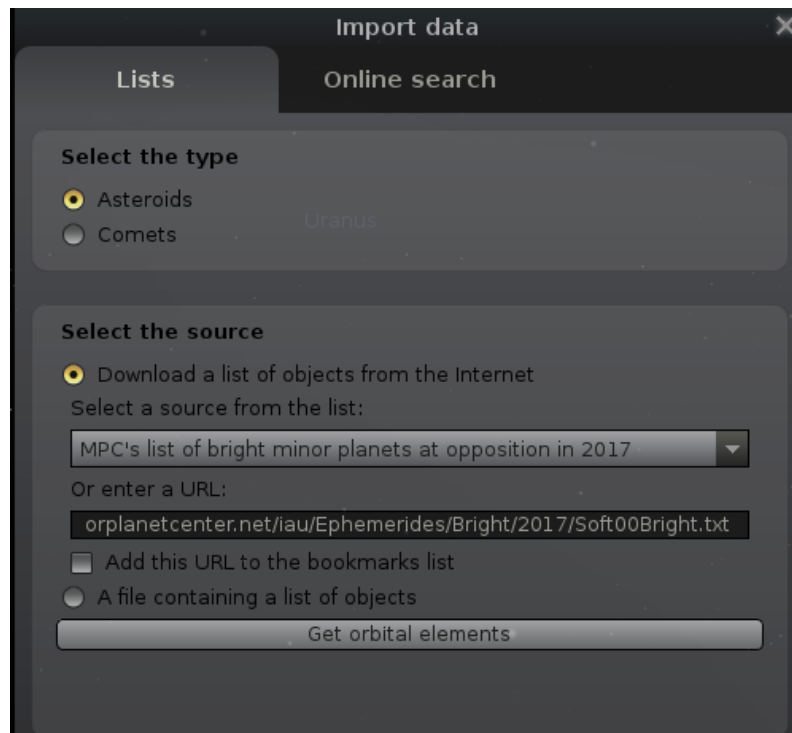 Import data
Lists
Online search
Select the type
Asteroids
Uranus
Comets
Select the source
Download a list of objects from the Internet
Select a source from the list:
MPC's list of bright minor planets at opposition in 2017
Or enter a URL:
orplanetcenter.net/iau/Ephemerides/Bright/2017/Soft00Bright.txt
Add this URL to the bookmarks list
A file containing a list of objects
Get orbital elements